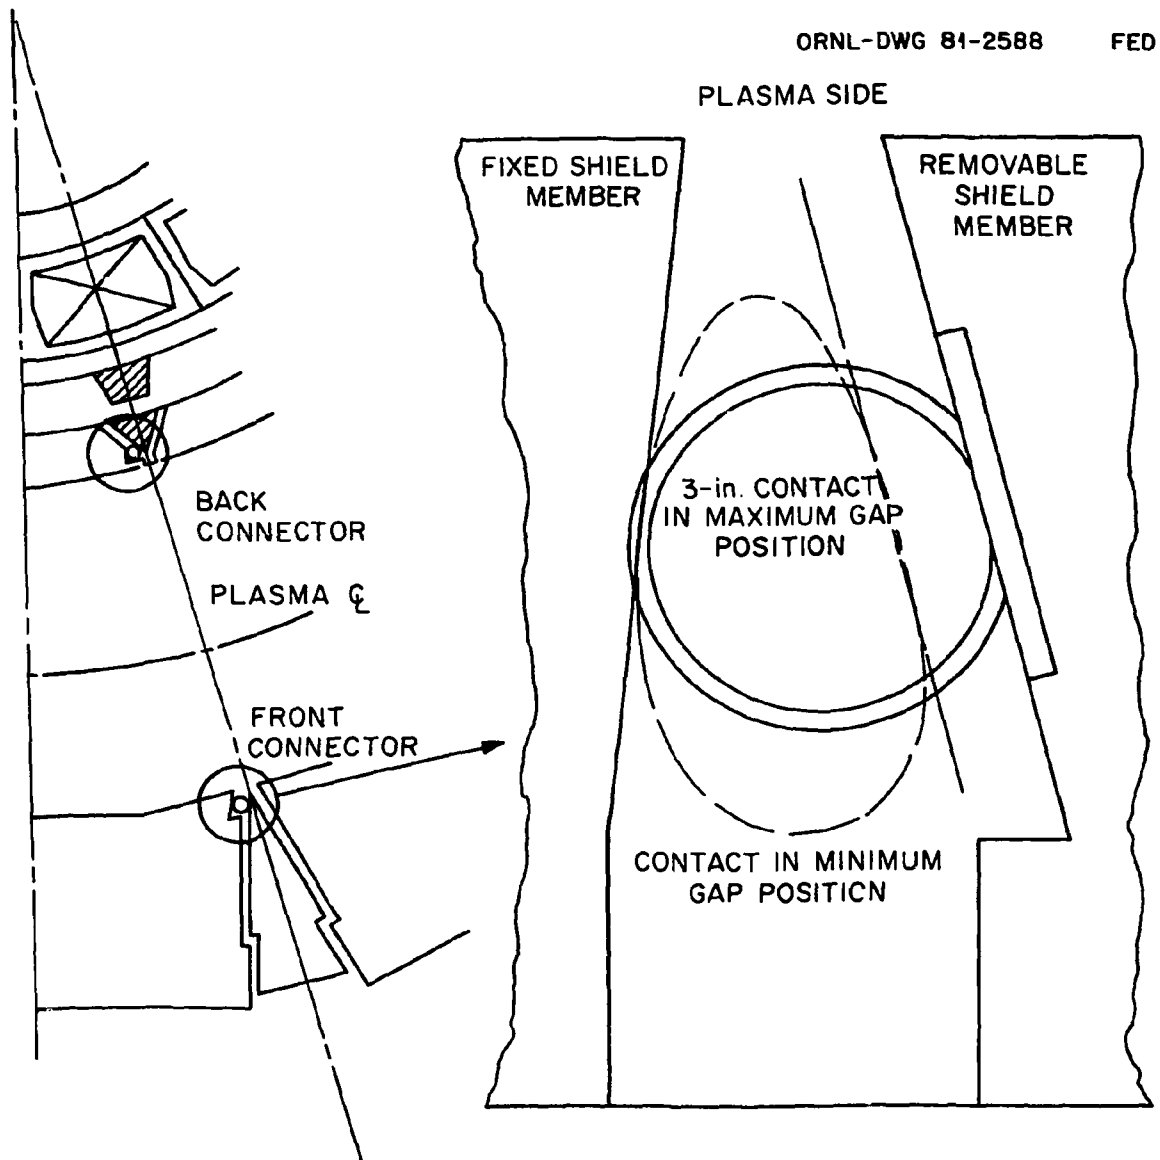 ORNL-DWG 81-2588 FED
PLASMA SIDE
FIXED SHIELD
MEMBER
REMOVABLE
SHIELD
MEMBER
3-in. CONTACT
IN MAXIMUM GAP
POSITION
BACK
CONNECTOR
PLASMA ℄
FRONT
CONNECTOR
CONTACT IN MINIMUM
GAP POSITION